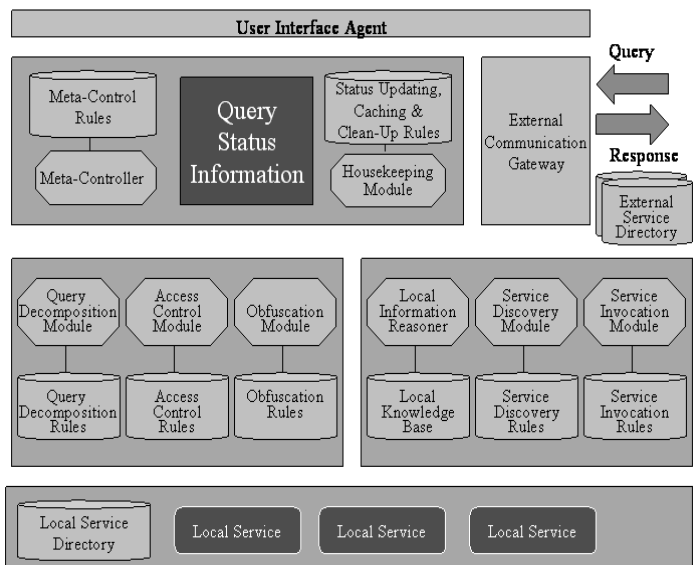 User Interface Agent
Meta-Control
Rules
Meta-Controller
Query
Status
Information
Status Updating,
Caching &
Clean-Up Rules
Housekeeping
Module
External
Communication
Gateway
Query
Response
External
Service
Directory
Query
Decomposition
Module
Access
Control
Module
Obfuscation
Module
Query
Decomposition
Rules
Access
Control
Rules
Obfuscation
Rules
Local
Information
Reasoner
Service
Discovery
Module
Service
Invocation
Module
Local
Knowledge
Base
Service
Discovery
Rules
Service
Invocation
Rules
Local Service
Directory
Local Service
Local Service
Local Service